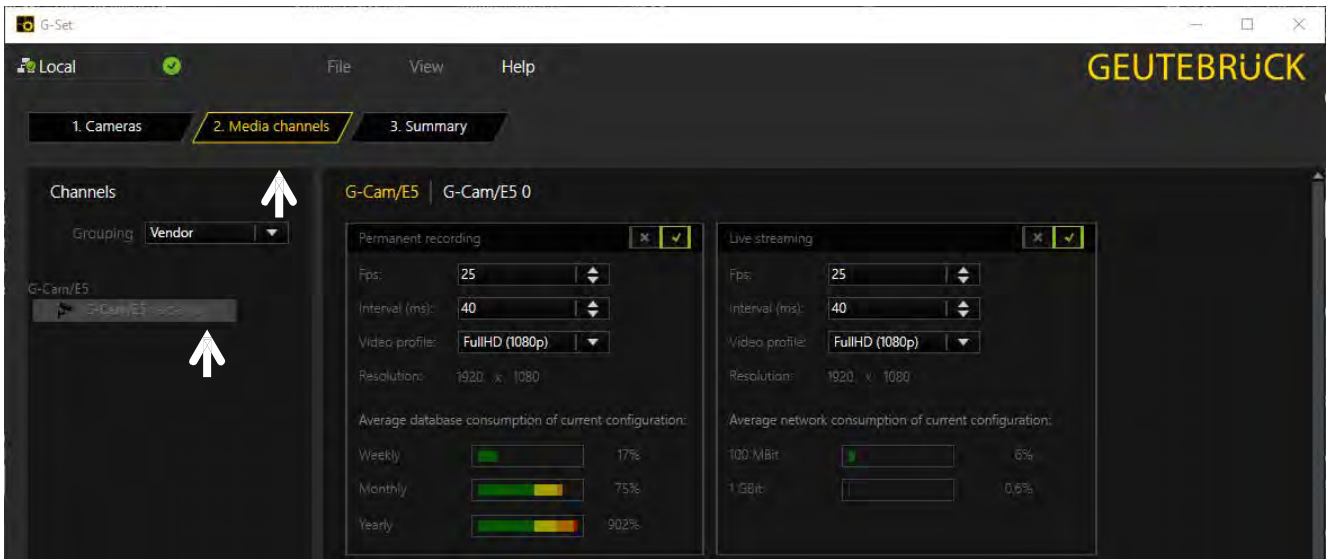 G-Set
Local File View Help GEUTEBRÜCK
1. Cameras 2. Media channels 3. Summary
Channels
Grouping Vendor
G-Cam/E5
G-Cam/E5
G-Cam/E5 | G-Cam/E5 0
Permanent recording
Fps: 25
Interval (ms): 40
Video profile: FullHD (1080p)
Resolution: 1920 x 1080
Average database consumption of current configuration:
Weekly 17%
Monthly 75%
Yearly 902%
Live streaming
Fps: 25
Interval (ms): 40
Video profile: FullHD (1080p)
Resolution: 1920 x 1080
Average network consumption of current configuration:
100 MBit 6%
1 GBit 0,6%